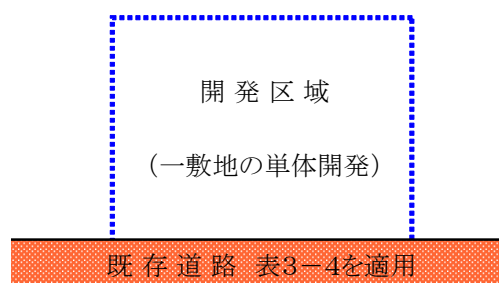 開 発 区 域
（一敷地の単体開発）
既 存 道 路 表3－4を適用